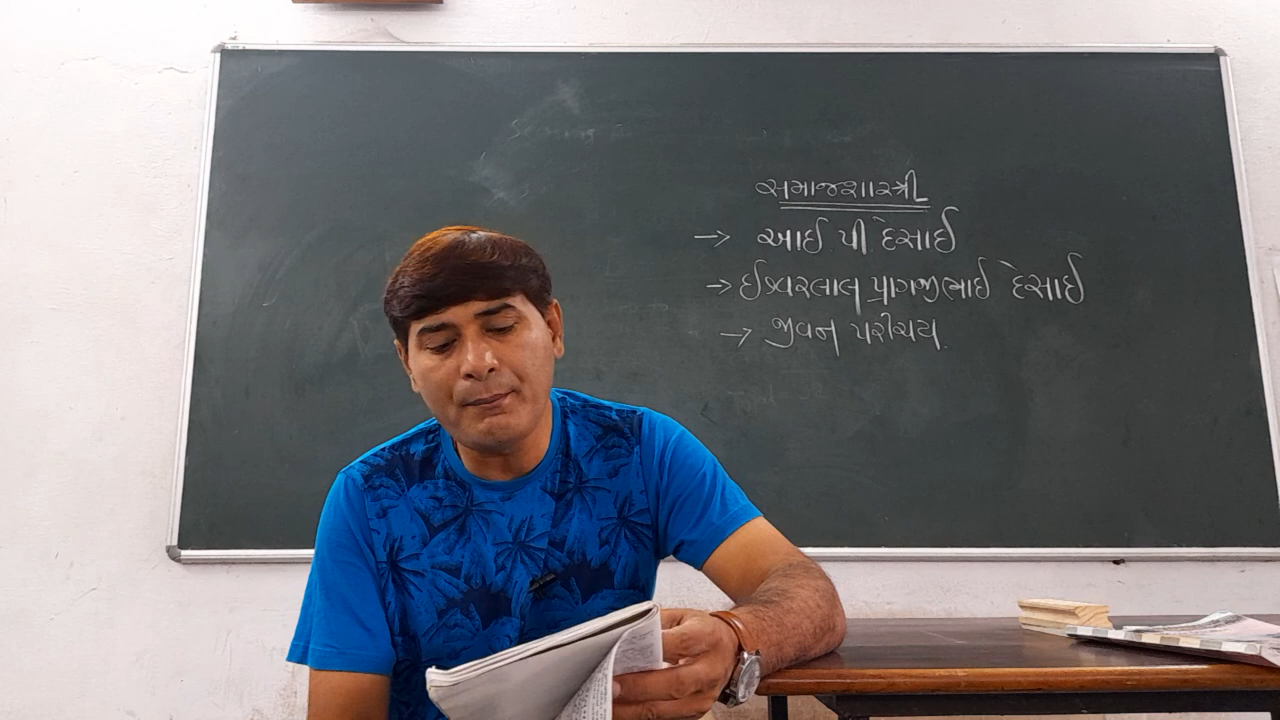 સમાજશાસ્ત્રી
→ આઈ. પી. દેસાઈ
→ ઈશ્વરલાલ પ્રાગજીભાઈ દેસાઈ
→ જીવન પરીચય.